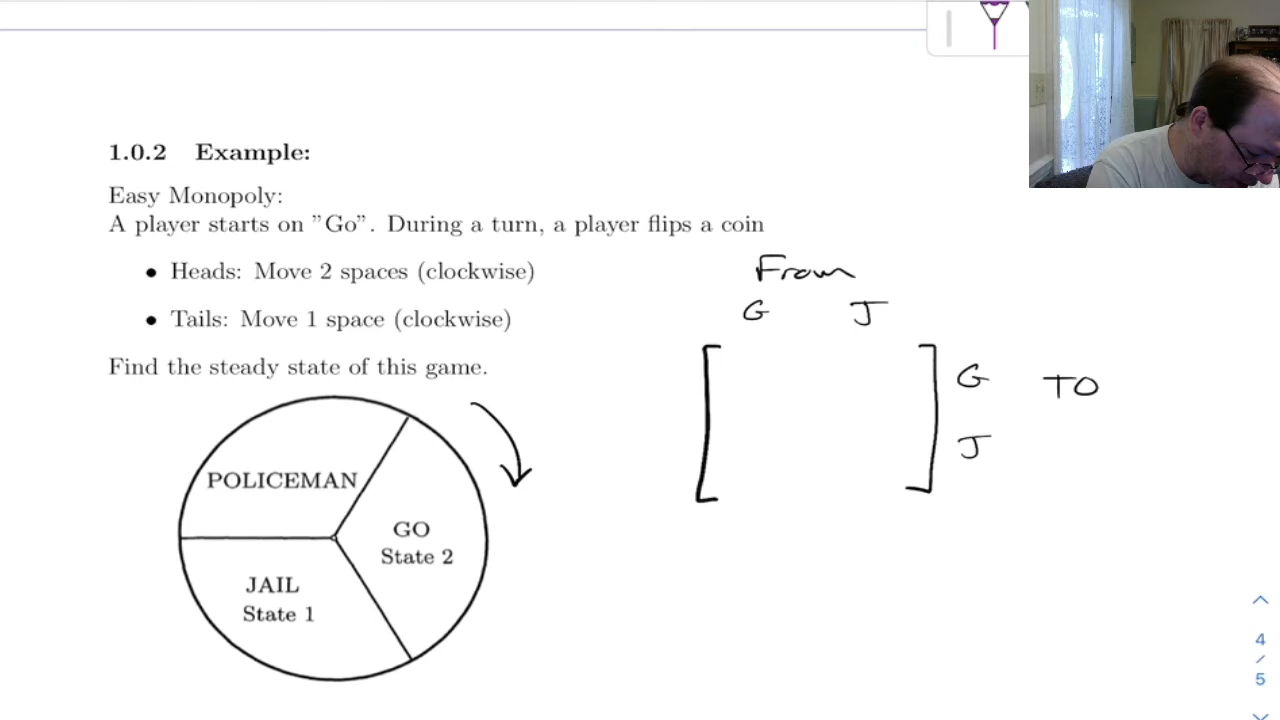 1.0.2 Example:
Easy Monopoly:
A player starts on ”Go”. During a turn, a player flips a coin
• Heads: Move 2 spaces (clockwise)
• Tails: Move 1 space (clockwise)
Find the steady state of this game.
From
G J
G TO
J
POLICEMAN
GO
State 2
JAIL
State 1
4
/
5